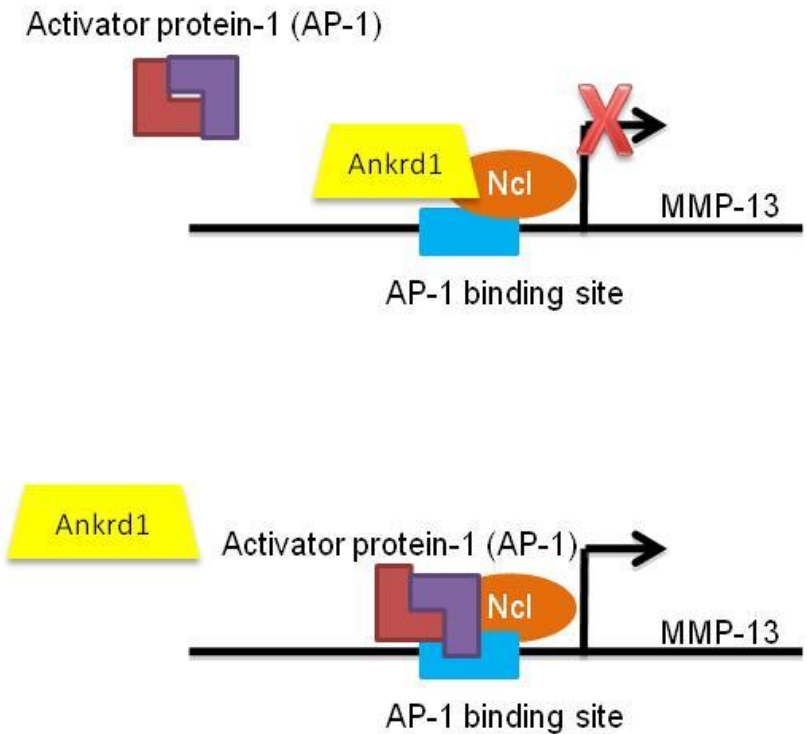 Activator protein-1 (AP-1)
Ankrd1
Ncl
MMP-13
AP-1 binding site
Ankrd1
Activator protein-1 (AP-1)
Ncl
MMP-13
AP-1 binding site